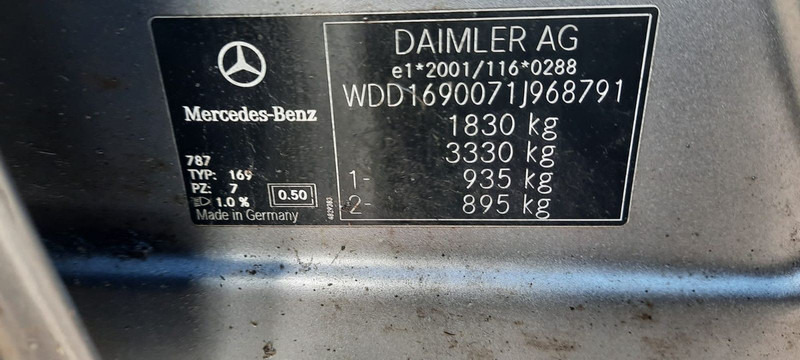 Mercedes-Benz
787
TYP: 169
PZ: 7
1.0 %
0.50
Made in Germany
DAIMLER AG
e1*2001/116*0288
WDD1690071J968791
1830 kg
3330 kg
1- 935 kg
2- 895 kg